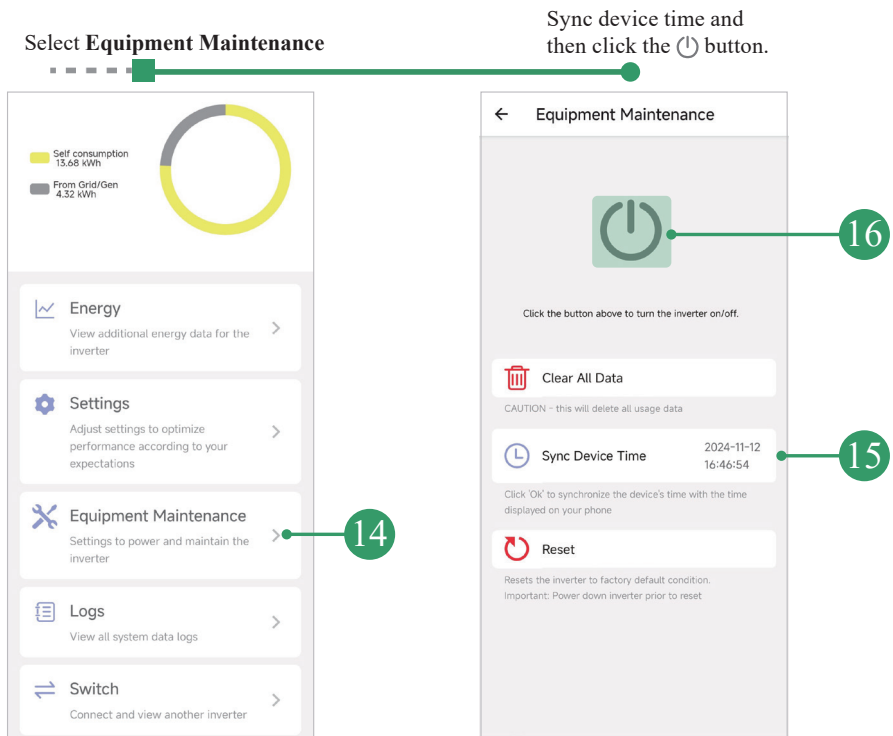 Select Equipment Maintenance
Sync device time and
then click the button.
Self consumption
13.68 kWh
From Grid/Gen
4.32 kWh
Energy
View additional energy data for the
inverter
Settings
Adjust settings to optimize
performance according to your
expectations
Equipment Maintenance
Settings to power and maintain the
inverter
14
Logs
View all system data logs
Switch
Connect and view another inverter
Equipment Maintenance
16
Click the button above to turn the inverter on/off.
Clear All Data
CAUTION - this will delete all usage data
Sync Device Time
2024-11-12
16:46:54
15
Click 'Ok' to synchronize the device's time with the time
displayed on your phone
Reset
Resets the inverter to factory default condition.
Important: Power down inverter prior to reset